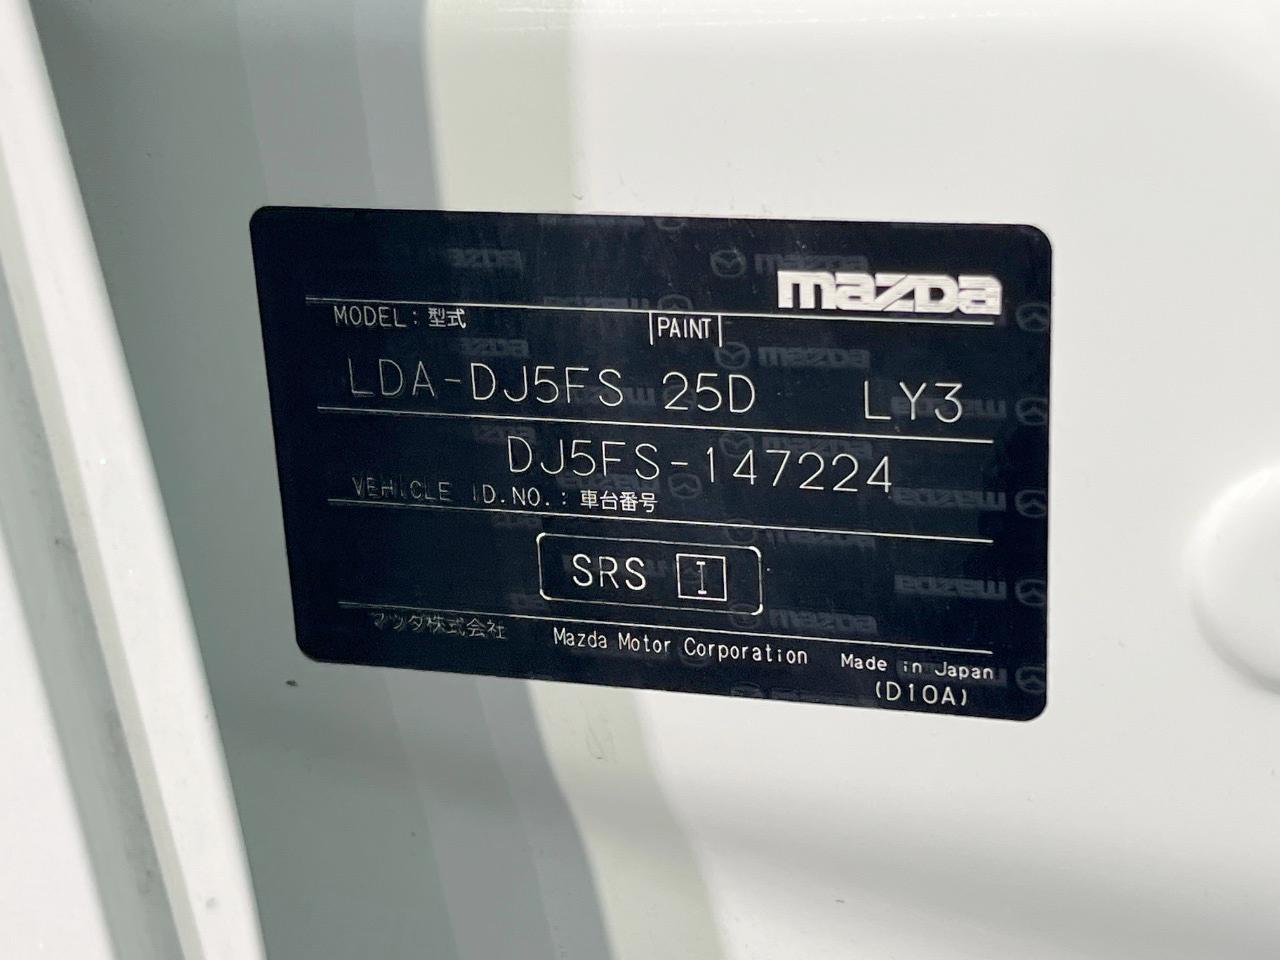 mazda
MODEL : 型式
PAINT
LDA-DJ5FS 25D LY3
DJ5FS-147224
VEHICLE ID.NO. : 車台番号
SRS I
マツダ株式会社 Mazda Motor Corporation Made in Japan
(D10A)